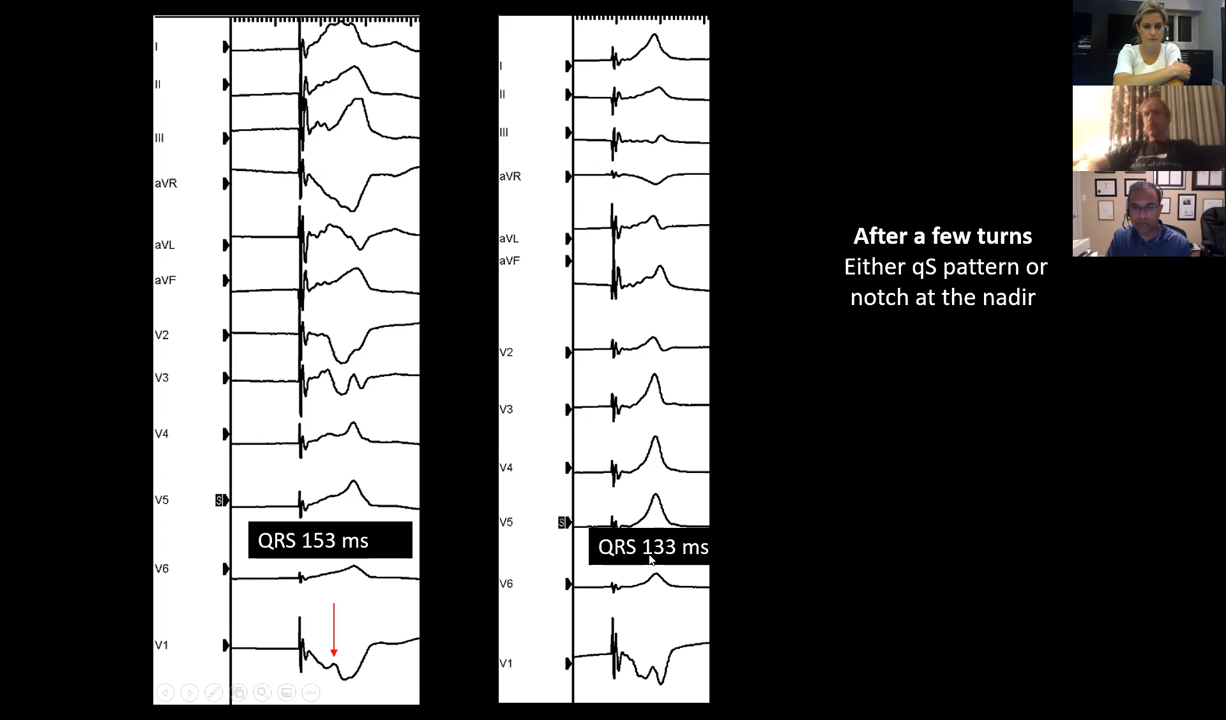 I
II
III
aVR
aVL
aVF
V2
V3
V4
V5
S
QRS 153 ms
V6
V1
I
II
III
aVR
aVL
aVF
V2
V3
V4
V5
S
QRS 133 ms
V6
V1
After a few turns
Either qS pattern or
notch at the nadir